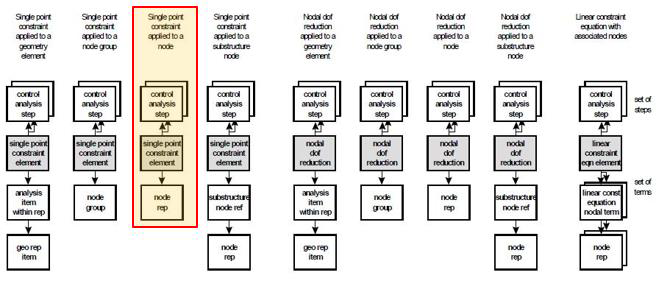 Single point
constraint
applied to a
geometry
element
Single point
constraint
applied to a
node group
Single point
constraint
applied to a
node
Single point
constraint
applied to a
substructure
node
Nodal dof
reduction
applied to a
geometry
element
Nodal dof
reduction
applied to a
node group
Nodal dof
reduction
applied to a
node
Nodal dof
reduction
applied to a
substructure
node
Linear constraint
equation with
associated nodes
control
analysis
step
control
analysis
step
control
analysis
step
control
analysis
step
control
analysis
step
control
analysis
step
control
analysis
step
control
analysis
step
control
analysis
step
set of
steps
single point
constraint
element
single point
constraint
element
single point
constraint
element
single point
constraint
element
nodal
dof
reduction
nodal
dof
reduction
nodal
dof
reduction
nodal
dof
reduction
linear
constraint
eqn element
set of
terms
analysis
item
within rep
node
group
node
rep
substructure
node ref
analysis
item
within rep
node
group
node
rep
substructure
node ref
linear const
equation
nodal term
geo rep
item
node
rep
geo rep
item
node
rep
node
rep